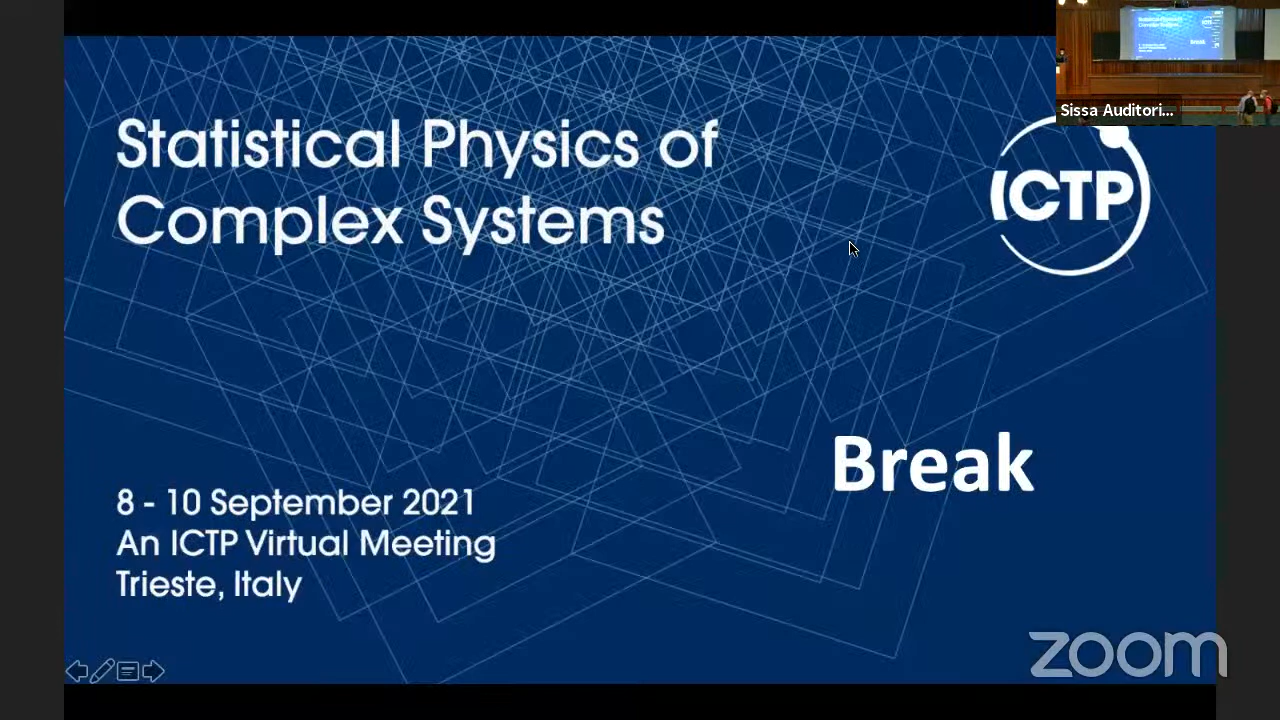 Statistical Physics of
Complex Systems
ICTP
Sissa Auditori...
Break
8 - 10 September 2021
An ICTP Virtual Meeting
Trieste, Italy
zoom